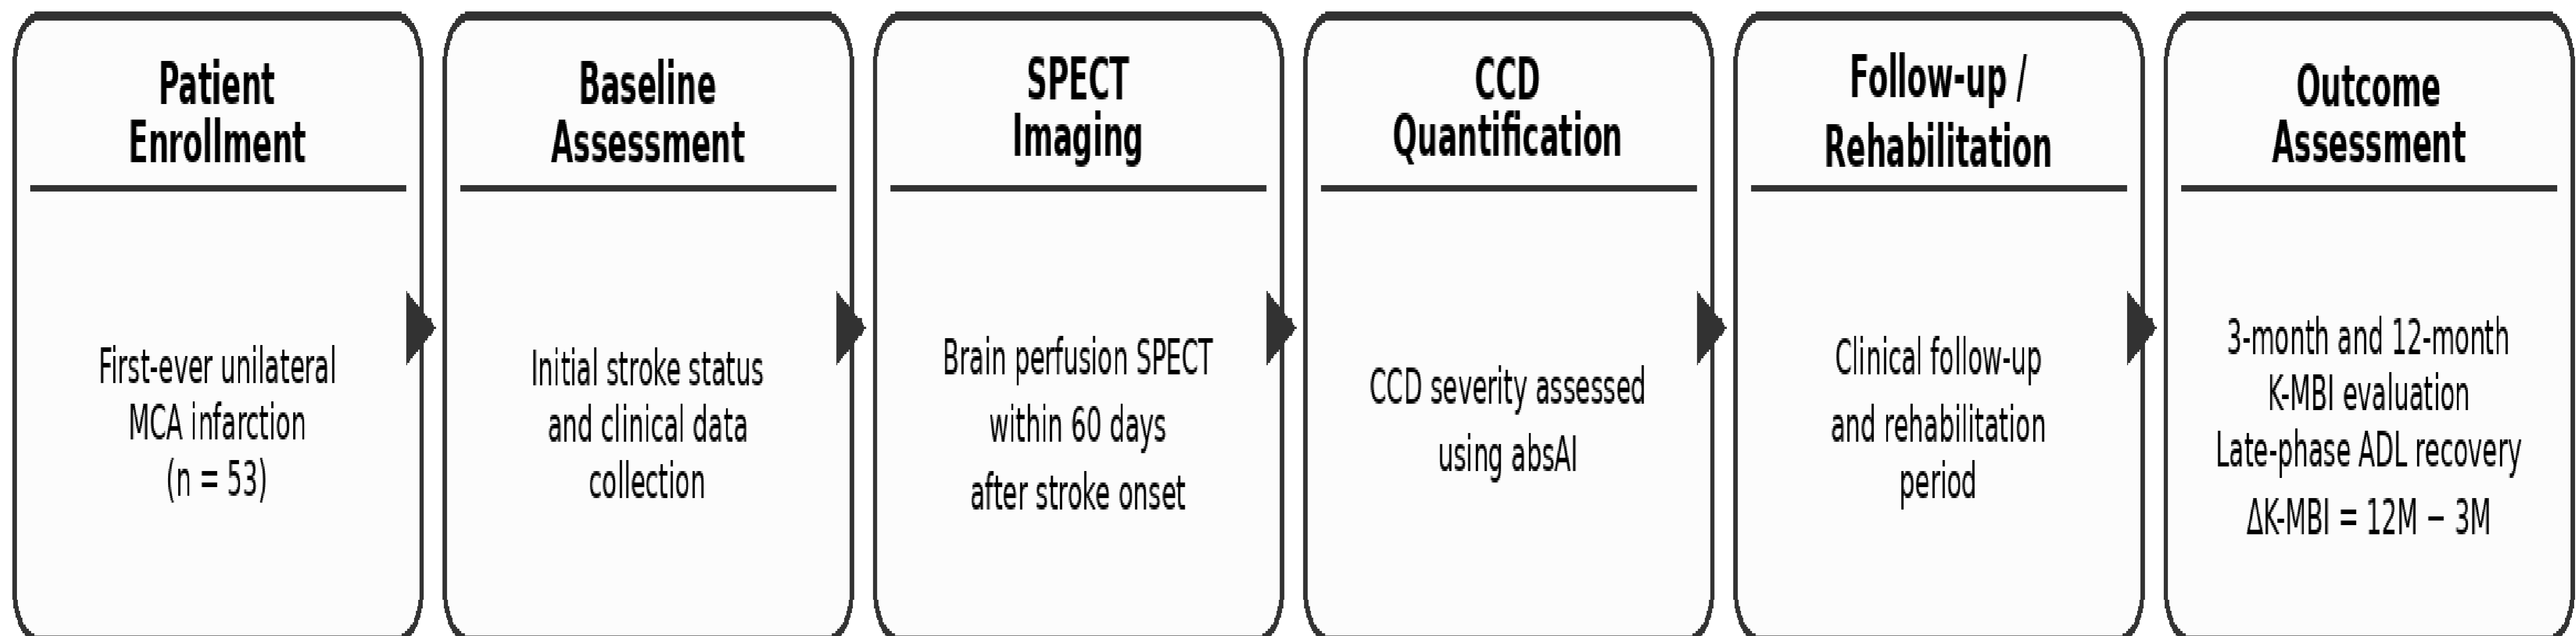 Patient
Enrollment
First-ever unilateral
MCA infarction
(n = 53)
Baseline
Assessment
Initial stroke status
and clinical data
collection
SPECT
Imaging
Brain perfusion SPECT
within 60 days
after stroke onset
CCD
Quantification
CCD severity assessed
using absAI
Follow-up /
Rehabilitation
Clinical follow-up
and rehabilitation
period
Outcome
Assessment
3-month and 12-month
K-MBI evaluation
Late-phase ADL recovery
ΔK-MBI = 12M − 3M